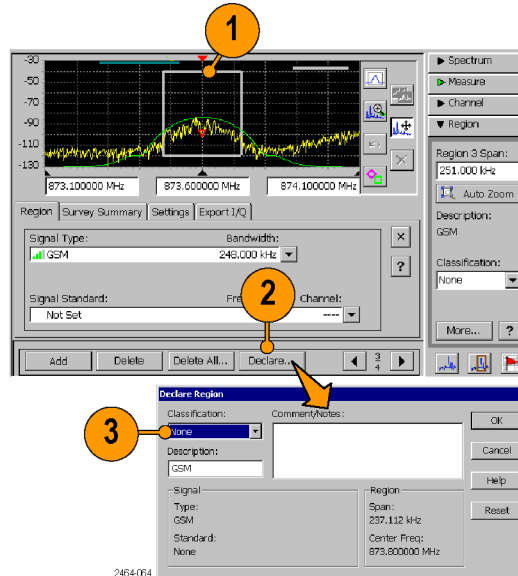 1
-30
-50
-70
-90
-110
-130
873.100000 MHz
873.600000 MHz
874.100000 MHz
Region
Survey Summary
Settings
Export I/Q
Signal Type:
Bandwidth:
GSM
248.000 kHz
Signal Standard:
Fre
Channel:
Not Set
----
2
Add
Delete
Delete All...
Declare...
3
4
Spectrum
Measure
Channel
Region
Region 3 Span:
251.000 kHz
Auto Zoom
Description:
GSM
Classification:
None
More...
?
Declare Region
Classification:
Comment/Notes:
3
None
Description:
GSM
OK
Cancel
Help
Reset
Signal
Type:
GSM
Standard:
None
Region
Span:
237.112 kHz
Center Freq:
873.800000 MHz
2464-064